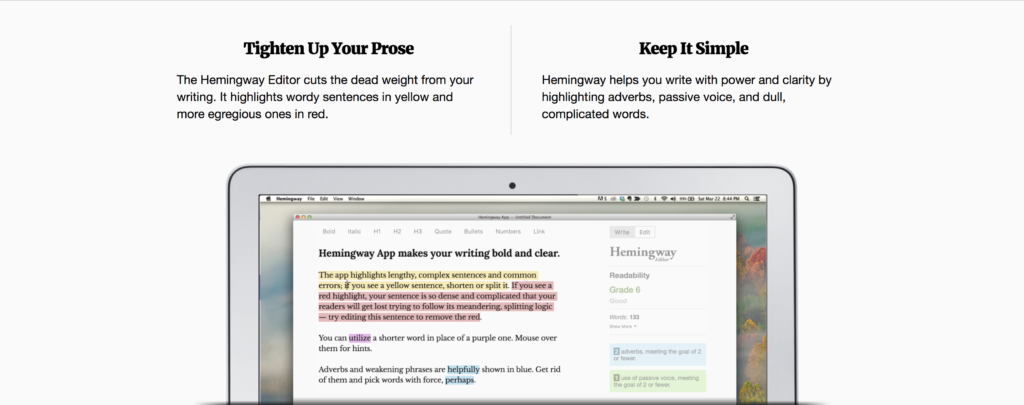 Tighten Up Your Prose
The Hemingway Editor cuts the dead weight from your
writing. It highlights wordy sentences in yellow and
more egregious ones in red.
Keep It Simple
Hemingway helps you write with power and clarity by
highlighting adverbs, passive voice, and dull,
complicated words.
Hemingway File Edit View Window
Sat Mar 22 8:44 PM
Hemingway App — Untitled Document
Bold Italic H1 H2 H3 Quote Bullets Numbers Link
Hemingway App makes your writing bold and clear.
The app highlights lengthy, complex sentences and common
errors; if you see a yellow sentence, shorten or split it. If you see a
red highlight, your sentence is so dense and complicated that your
readers will get lost trying to follow its meandering, splitting logic
— try editing this sentence to remove the red.
You can utilize a shorter word in place of a purple one. Mouse over
them for hints.
Adverbs and weakening phrases are helpfully shown in blue. Get rid
of them and pick words with force, perhaps.
Write Edit
Hemingway
Editor
Readability
Grade 6
Good
Words: 133
Show More
2 adverbs, meeting the goal of 2
or fewer.
1 use of passive voice, meeting
the goal of 2 or fewer.